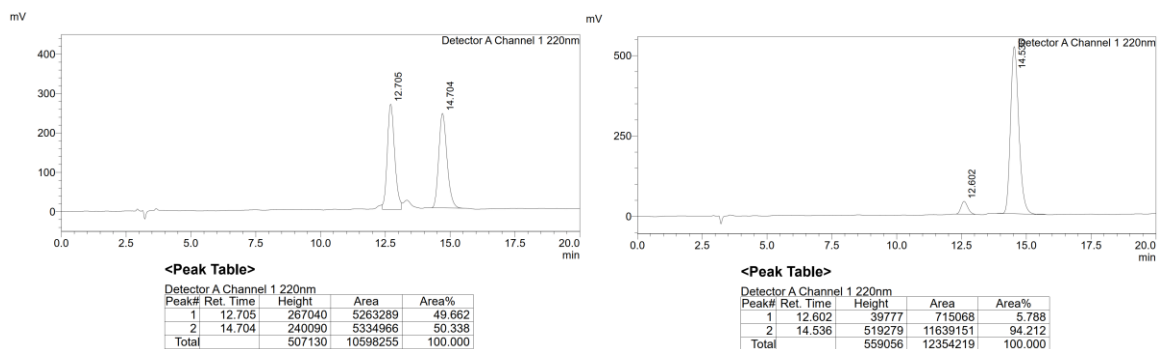 mV
Detector A Channel 1 220nm
400
300
200
100
0
12.705
14.704
0.0 2.5 5.0 7.5 10.0 12.5 15.0 17.5 20.0
min
<Peak Table>
Detector A Channel 1 220nm
Peak# Ret. Time Height Area Area%
1 12.705 267040 5263289 49.662
2 14.704 240090 5334966 50.338
Total 507130 10598255 100.000
mV
Detector A Channel 1 220nm
500
250
0
12.602
14.536
0.0 2.5 5.0 7.5 10.0 12.5 15.0 17.5 20.0
min
<Peak Table>
Detector A Channel 1 220nm
Peak# Ret. Time Height Area Area%
1 12.602 39777 715068 5.788
2 14.536 519279 11639151 94.212
Total 559056 12354219 100.000